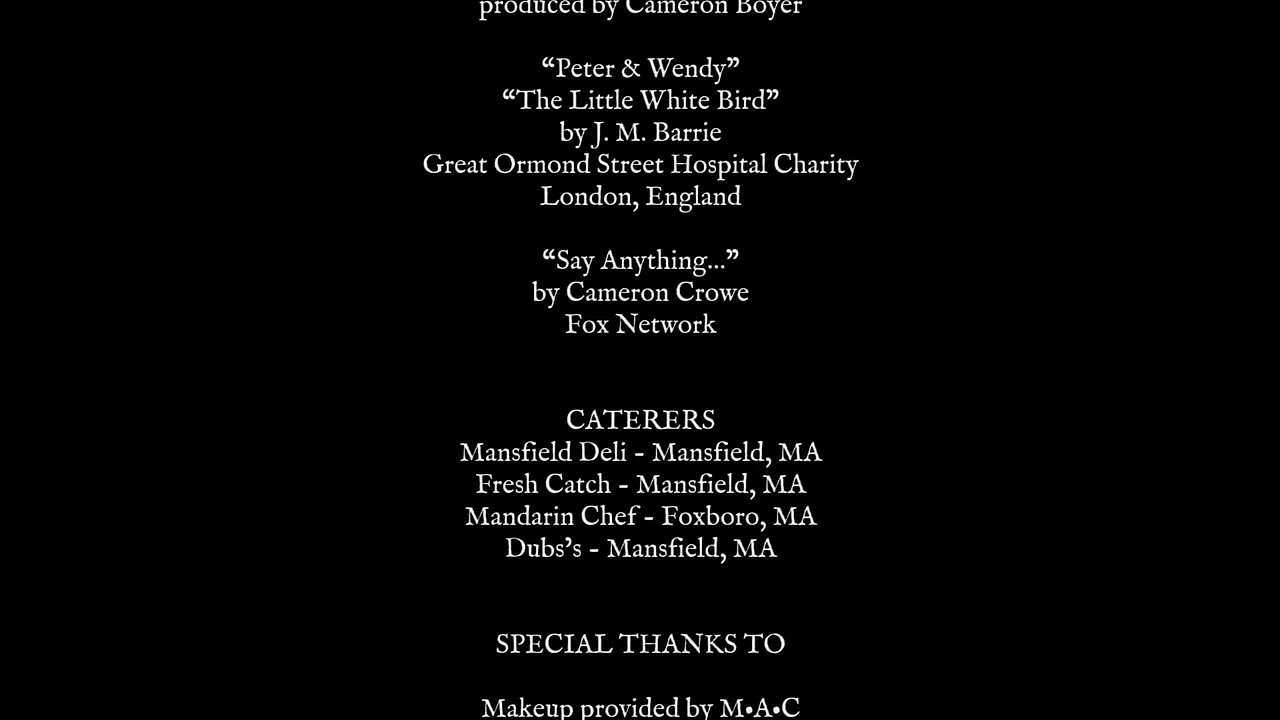 produced by Cameron Boyer
“Peter & Wendy”
“The Little White Bird”
by J. M. Barrie
Great Ormond Street Hospital Charity
London, England
“Say Anything...”
by Cameron Crowe
Fox Network
CATERERS
Mansfield Deli - Mansfield, MA
Fresh Catch - Mansfield, MA
Mandarin Chef - Foxboro, MA
Dubs’s - Mansfield, MA
SPECIAL THANKS TO
Makeup provided by M•A•C